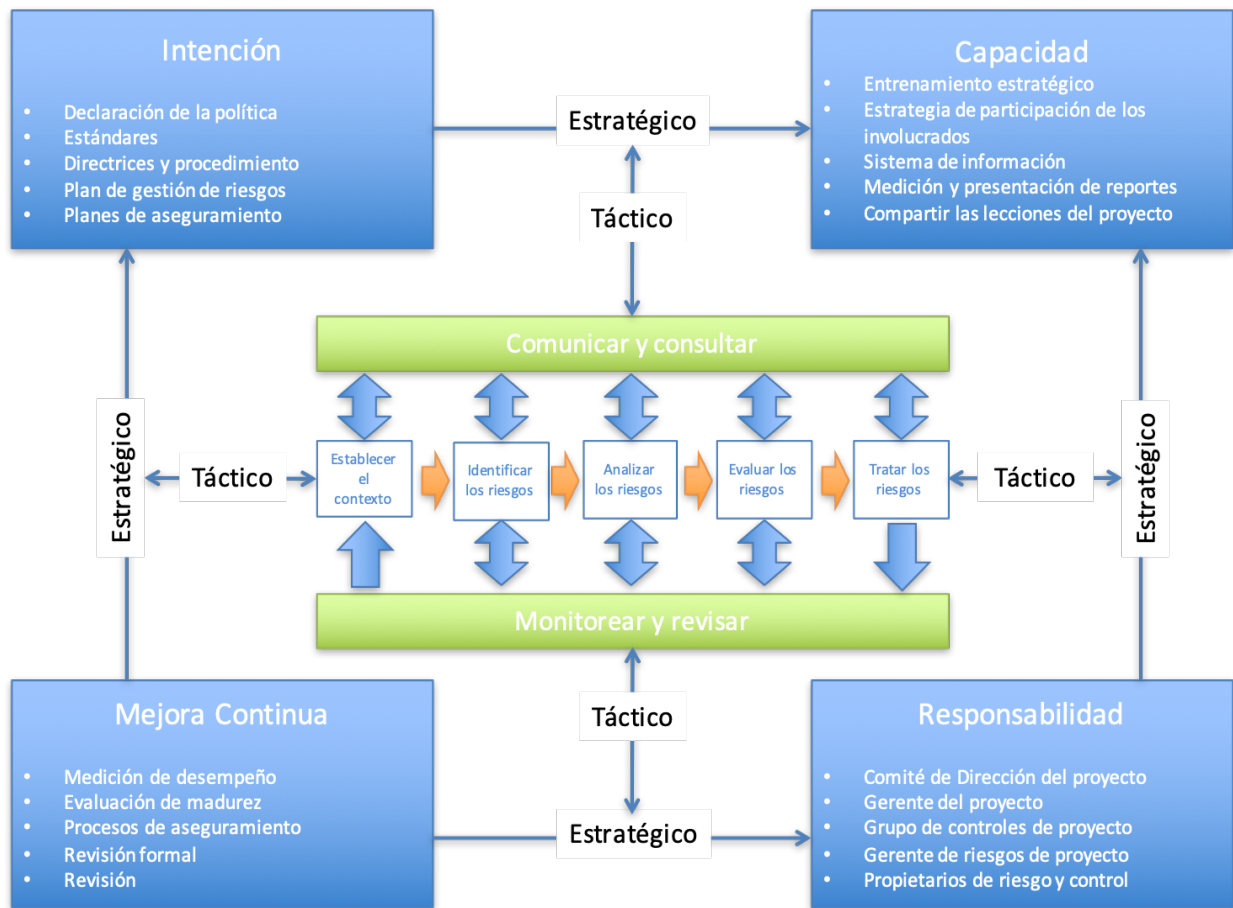 Intención
• Declaración de la política
• Estándares
• Directrices y procedimiento
• Plan de gestión de riesgos
• Planes de aseguramiento
Estratégico
Capacidad
• Entrenamiento estratégico
• Estrategia de participación de los
involucrados
• Sistema de información
• Medición y presentación de reportes
• Compartir las lecciones del proyecto
Táctico
Comunicar y consultar
Estratégico
Táctico
Establecer
el
contexto
Identificar
los riesgos
Analizar
los riesgos
Evaluar los
riesgos
Tratar los
riesgos
Táctico
Estratégico
Monitorear y revisar
Táctico
Mejora Continua
• Medición de desempeño
• Evaluación de madurez
• Procesos de aseguramiento
• Revisión formal
• Revisión
Estratégico
Responsabilidad
• Comité de Dirección del proyecto
• Gerente del proyecto
• Grupo de controles de proyecto
• Gerente de riesgos de proyecto
• Propietarios de riesgo y control